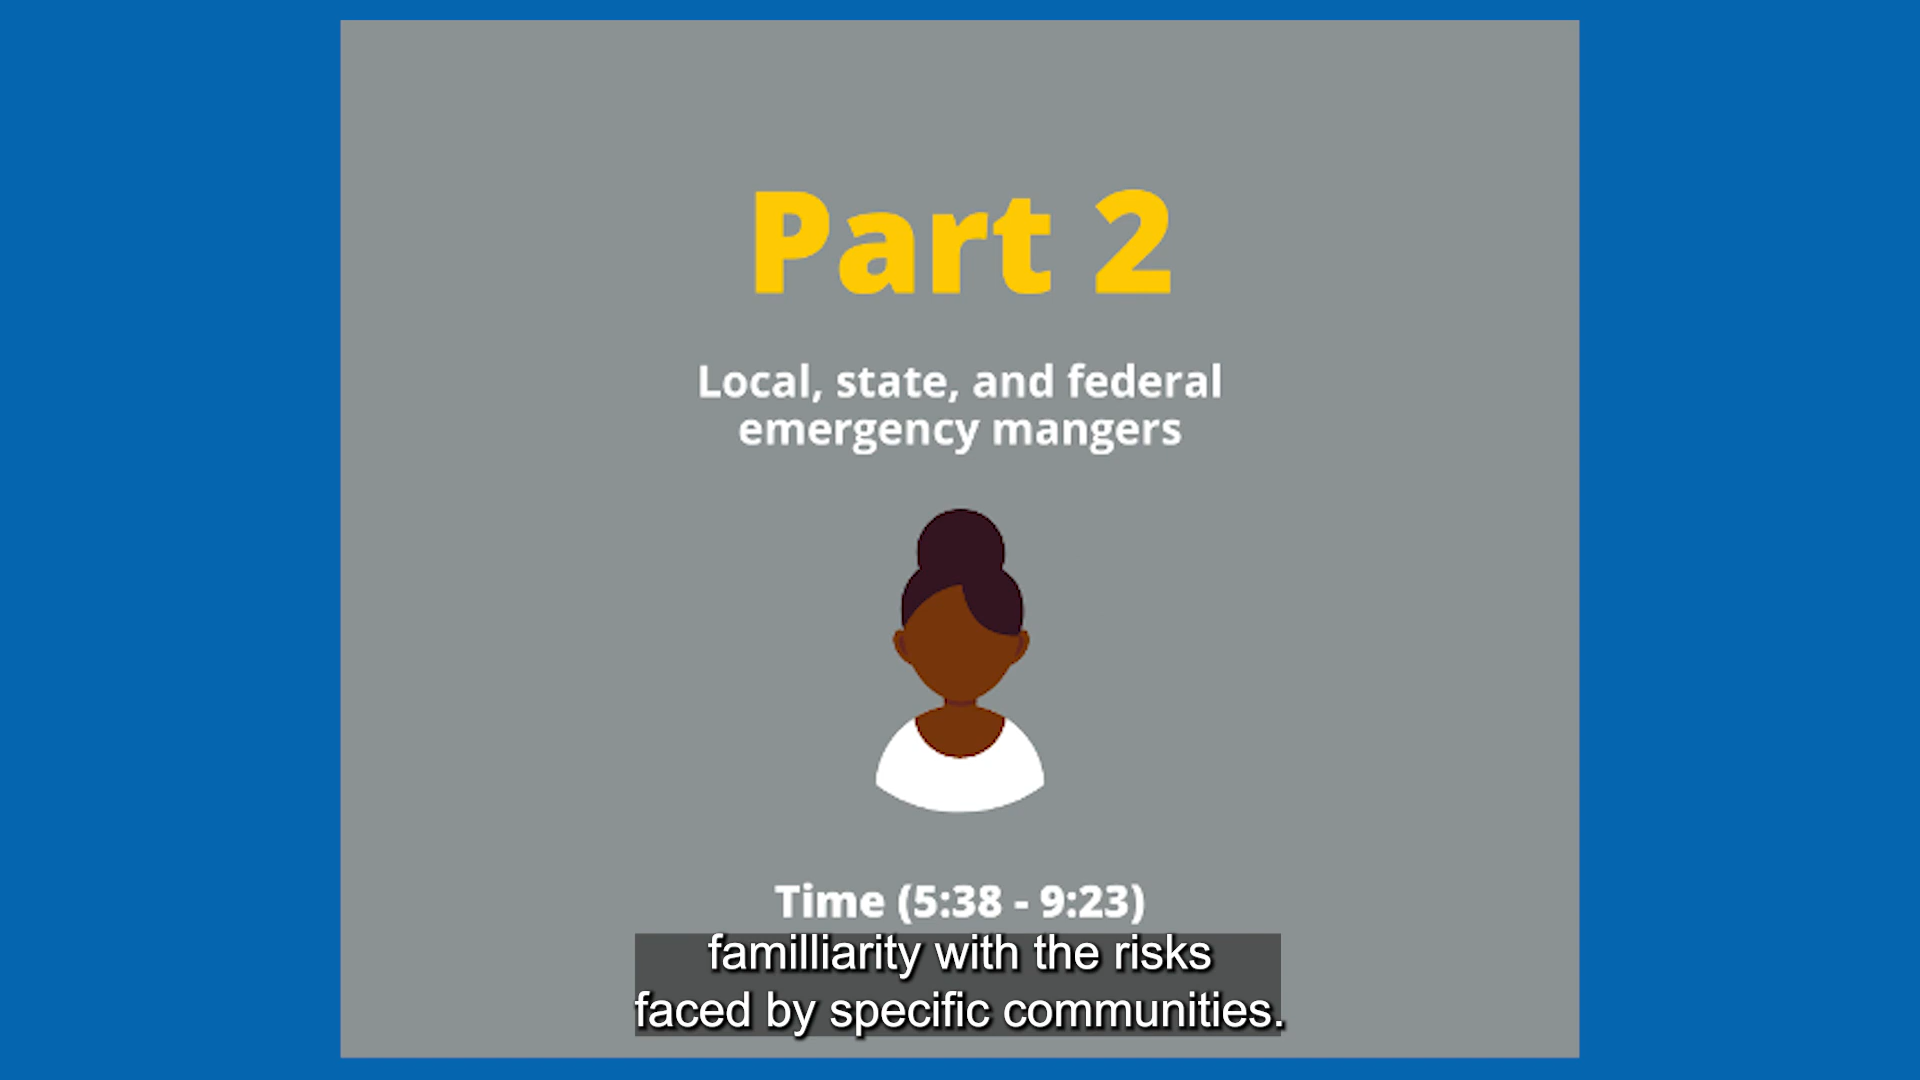 Part 2
Local, state, and federal
emergency mangers
Time (5:38 - 9:23)
familliarity with the risks
faced by specific communities.